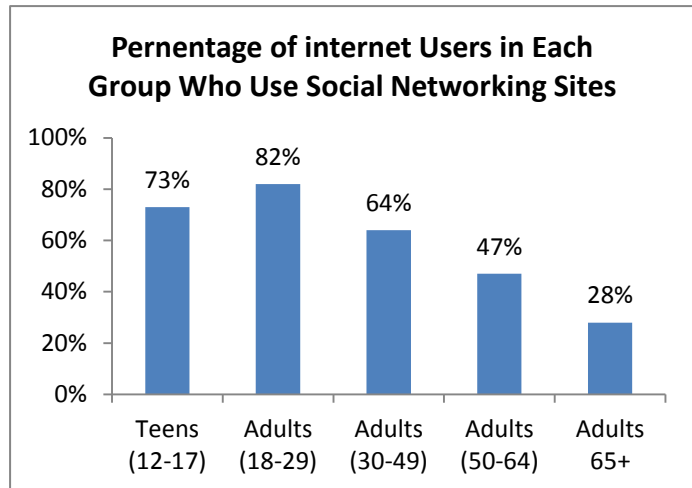 Pernentage of internet Users in Each
Group Who Use Social Networking Sites
100%
80%
60%
40%
20%
0%
73%
82%
64%
47%
28%
Teens
(12-17)
Adults
(18-29)
Adults
(30-49)
Adults
(50-64)
Adults
65+